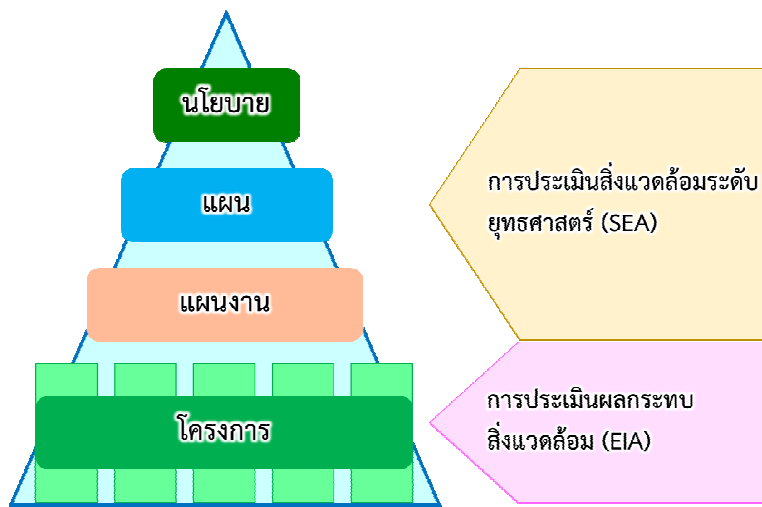 นโยบาย
แผน
แผนงาน
โครงการ
การประเมินสิ่งแวดล้อมระดับ
ยุทธศาสตร์ (SEA)
การประเมินผลกระทบ
สิ่งแวดล้อม (EIA)